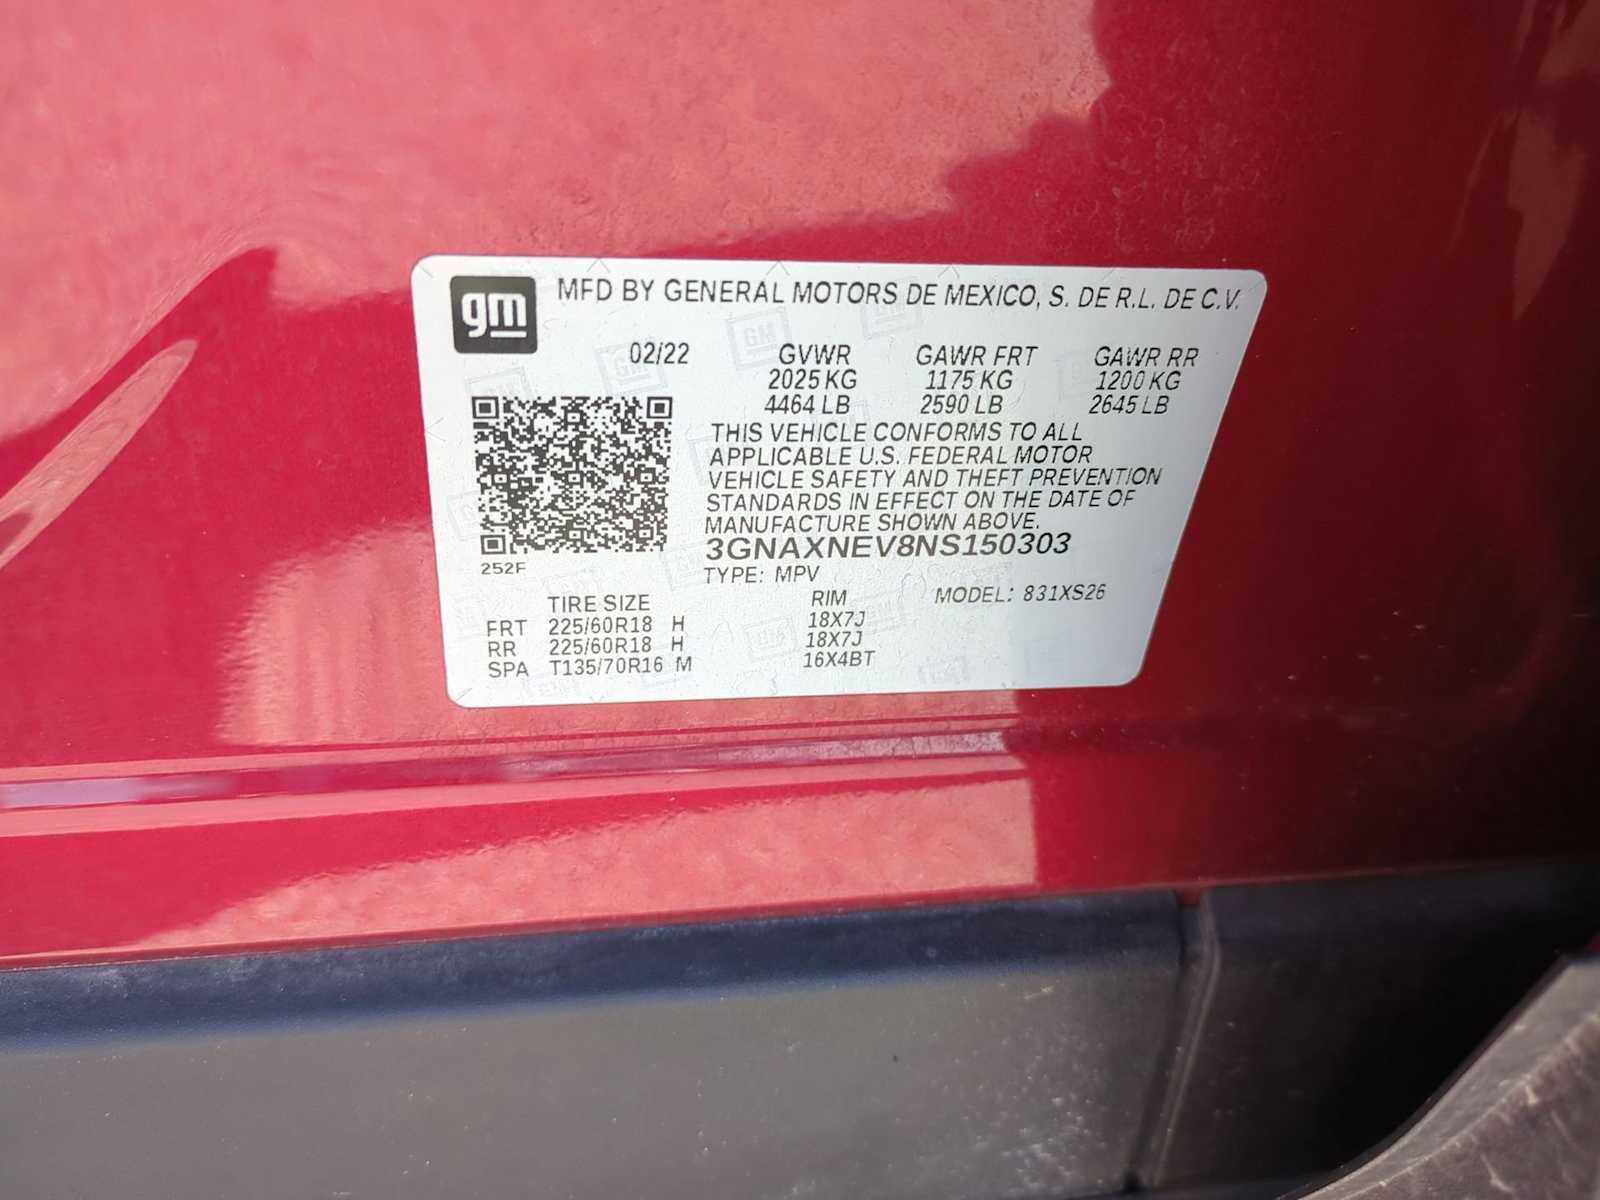 gm
MFD BY GENERAL MOTORS DE MEXICO, S. DE R.L. DE C.V.
02/22 GVWR GAWR FRT GAWR RR
2025 KG 1175 KG 1200 KG
4464 LB 2590 LB 2645 LB
THIS VEHICLE CONFORMS TO ALL
APPLICABLE U.S. FEDERAL MOTOR
VEHICLE SAFETY AND THEFT PREVENTION
STANDARDS IN EFFECT ON THE DATE OF
MANUFACTURE SHOWN ABOVE.
3GNAXNEV8NS150303
252F
TYPE: MPV
MODEL: 831XS26
TIRE SIZE RIM
FRT 225/60R18 H 18X7J
RR 225/60R18 H 18X7J
SPA T135/70R16 M 16X4BT